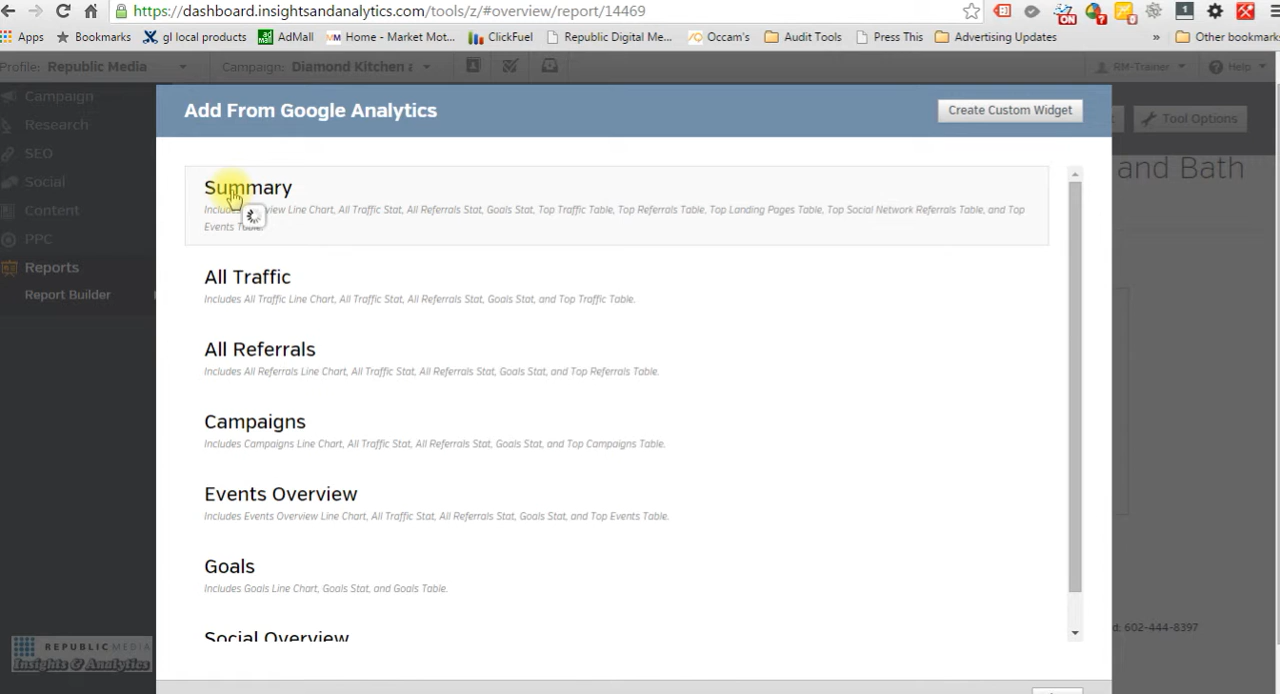 https://dashboard.insightsandanalytics.com/tools/z/#overview/report/14469
Apps Bookmarks gl local products AdMall Home - Market Mot... ClickFuel Republic Digital Me... Occam's Audit Tools Press This Advertising Updates » Other bookmarks
Profile: Republic Media Campaign: Diamond Kitchen a RM-Trainer Help
Campaign
Research
SEO
Social
Content
PPC
Reports
Report Builder
Add From Google Analytics
Create Custom Widget
Tool Options
and Bath
Summary
Line Chart, All Traffic Stat, All Referrals Stat, Goals Stat, Top Traffic Table, Top Referrals Table, Top Landing Pages Table, Top Social Network Referrals Table, and Top
Events
All Traffic
Includes All Traffic Line Chart, All Traffic Stat, All Referrals Stat, Goals Stat, and Top Traffic Table.
All Referrals
Includes All Referrals Line Chart, All Traffic Stat, All Referrals Stat, Goals Stat, and Top Referrals Table.
Campaigns
Includes Campaigns Line Chart, All Traffic Stat, All Referrals Stat, Goals Stat, and Top Campaigns Table.
Events Overview
Includes Events Overview Line Chart, All Traffic Stat, All Referrals Stat, Goals Stat, and Top Events Table.
Goals
Includes Goals Line Chart, Goals Stat, and Goals Table.
Social Overview
REPUBLIC MEDIA
Insights & Analytics
602-444-8397